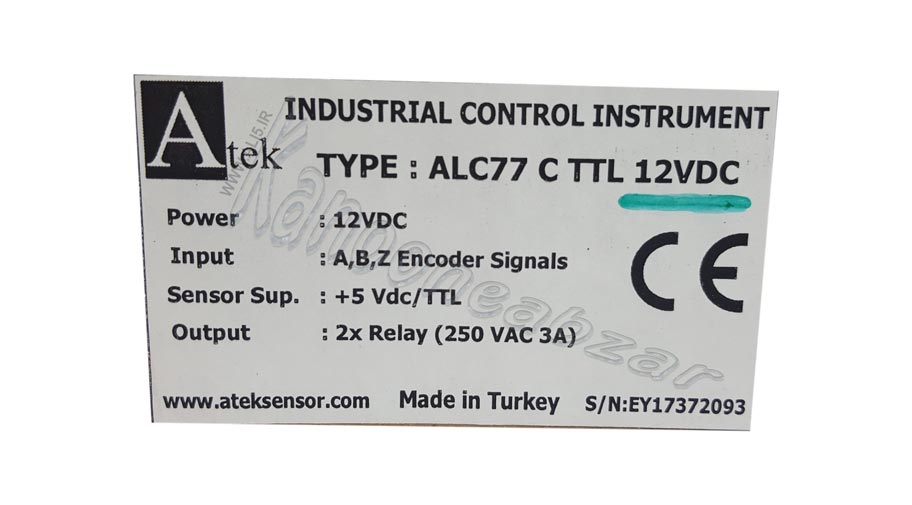 Atek
INDUSTRIAL CONTROL INSTRUMENT
TYPE : ALC77 C TTL 12VDC
Power : 12VDC
Input : A,B,Z Encoder Signals
Sensor Sup. : +5 Vdc/TTL
Output : 2x Relay (250 VAC 3A)
CE
www.ateksensor.com Made in Turkey S/N:EY17372093
Kanooneabzar